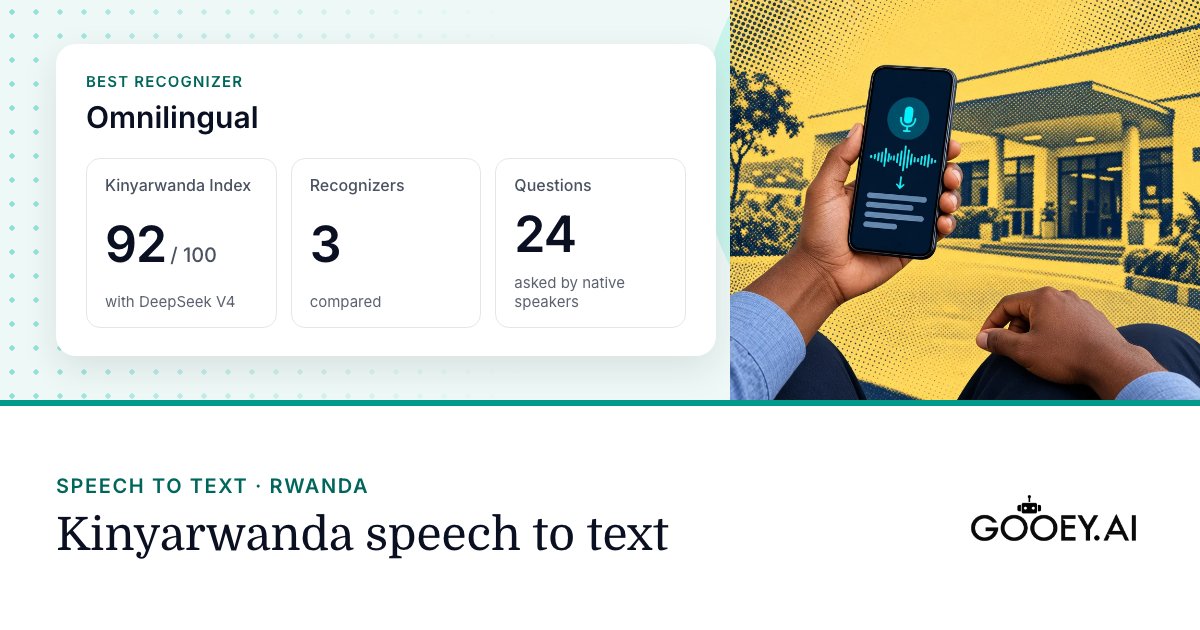 BEST RECOGNIZER
Omnilingual
Kinyarwanda Index
92 / 100
with DeepSeek V4
Recognizers
3
compared
Questions
24
asked by native
speakers
SPEECH TO TEXT · RWANDA
Kinyarwanda speech to text
GOOEY.AI